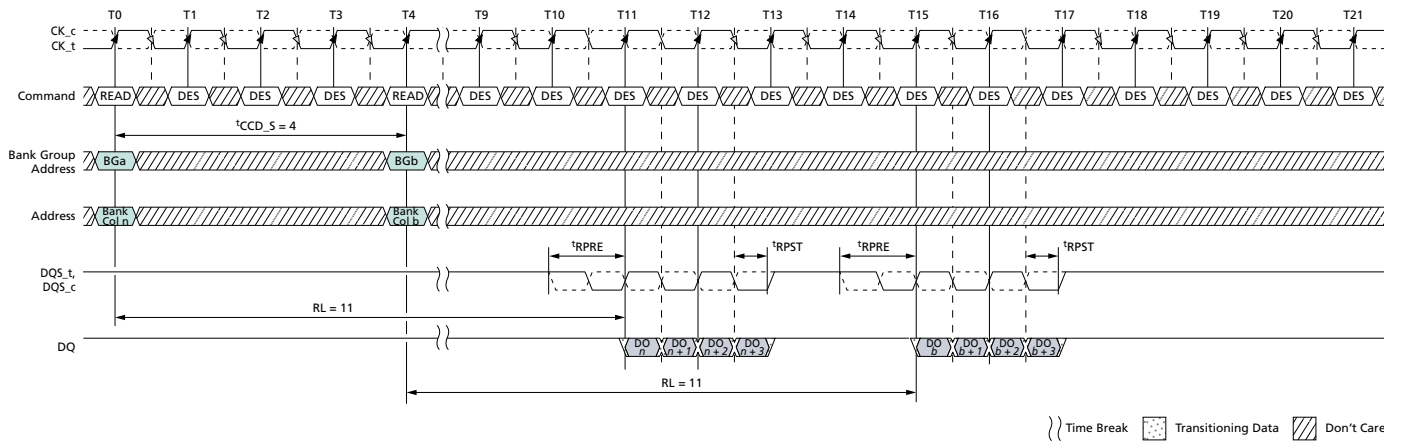 T0 T1 T2 T3 T4 T9 T10 T11 T12 T13 T14 T15 T16 T17 T18 T19 T20 T21
CK_c
CK_t
Command READ DES DES DES READ DES DES DES DES DES DES DES DES DES DES DES DES DES
tCCD_S = 4
Bank Group
Address
BGa BGb
Address
Bank
Col n
Bank
Col b
tRPRE tRPST tRPRE tRPST
DQS_t,
DQS_c
RL = 11
DQ
DO
n
DO
n + 1
DO
n + 2
DO
n + 3
DO
b
DO
b + 1
DO
b + 2
DO
b + 3
RL = 11
Time Break Transitioning Data Don't Care